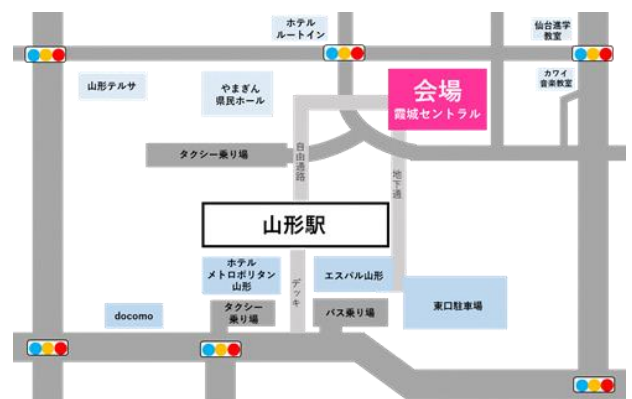 ホテル
ルートイン
仙台進学
教室
山形テルサ
やまぎん
県民ホール
会場
霞城セントラル
カワイ
音楽教室
タクシー乗り場
自由通路
地下通
山形駅
ホテル
メトロポリタン
山形
デッキ
エスパル山形
タクシー
乗り場
バス乗り場
東口駐車場
docomo